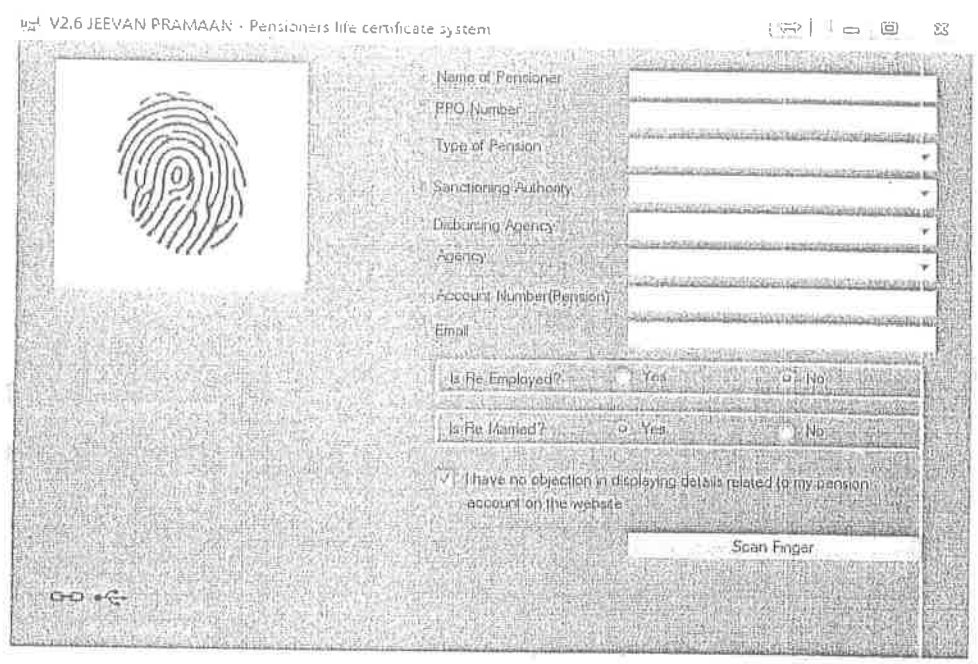 V2.6 JEEVAN PRAMAAN - Pensioners life certificate system
Name of Pensioner
PPO Number
Type of Pension
Sanctioning Authority
Disbursing Agency
Agency
Account Number(Pension)
Email
Is Re Employed? Yes No
Is Re Married? Yes No
I have no objection in displaying details related to my pension
account on the website
Scan Finger